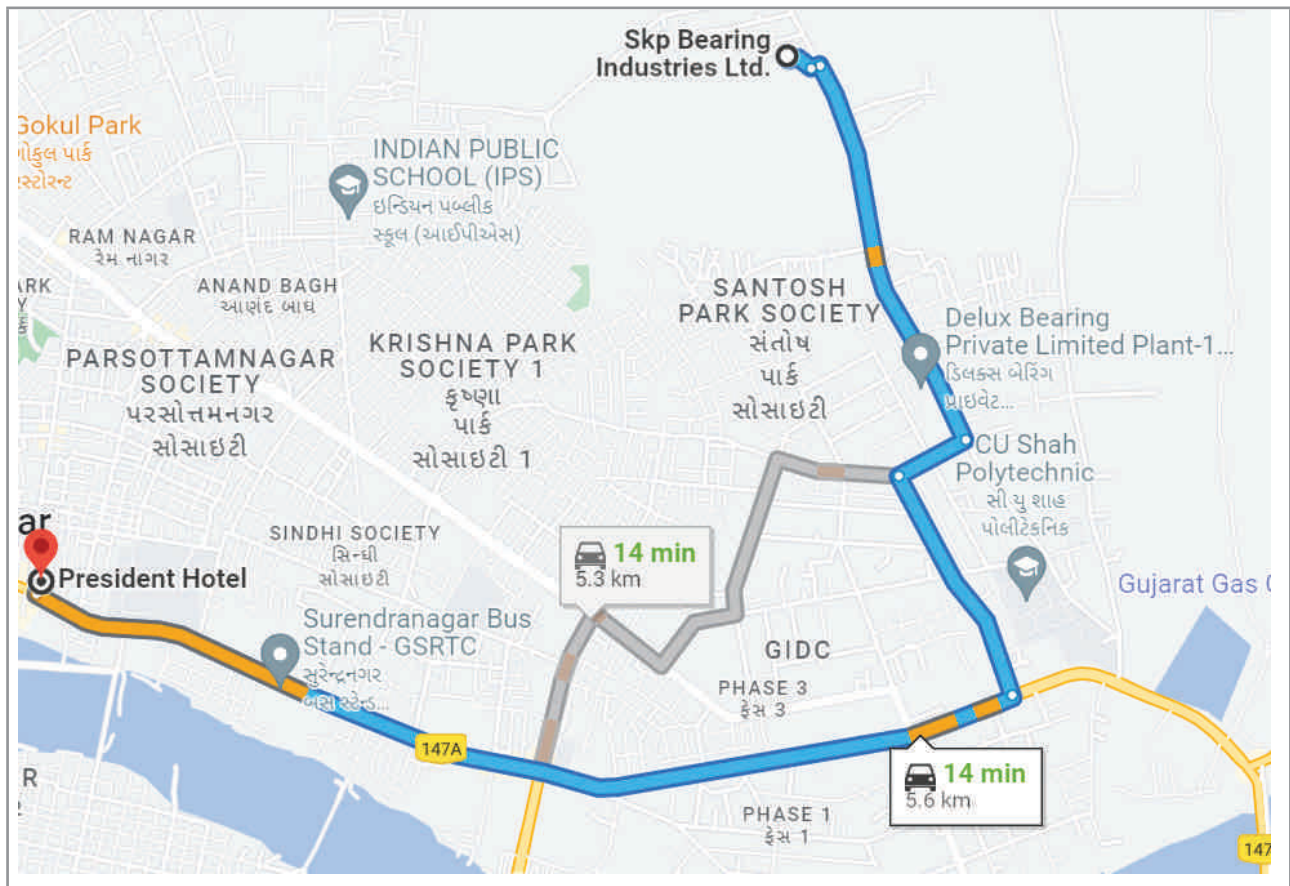 Skp Bearing
Industries Ltd.
Gokul Park
ગોકુલ પાર્ક
INDIAN PUBLIC
SCHOOL (IPS)
ઇન્ડિયન પબ્લીક
સ્કૂલ (આઈપીએસ)
RAM NAGAR
રેમ નાગર
ANAND BAGH
આણંદ બાઘ
ARK
SANTOSH
PARK SOCIETY
સંતોષ
પાર્ક
સોસાઇટી
Delux Bearing
Private Limited Plant-1...
ડિલક્સ બેરિંગ
પ્રાઇવેટ...
PARSOTTAMNAGAR
SOCIETY
પરસોત્તમનગર
સોસાઇટી
KRISHNA PARK
SOCIETY 1
કૃષ્ણા
પાર્ક
સોસાઇટી 1
CU Shah
Polytechnic
સી યુ શાહ
પોલીટેકનિક
ar
President Hotel
SINDHI SOCIETY
સિન્ધી
સોસાઇટી
14 min
5.3 km
Gujarat Gas
Surendranagar Bus
Stand - GSRTC
સુરેન્દ્રનગર
બસ સ્ટેન્ડ...
GIDC
PHASE 3
ફેસ 3
147A
14 min
5.6 km
R
PHASE 1
ફેસ 1
147